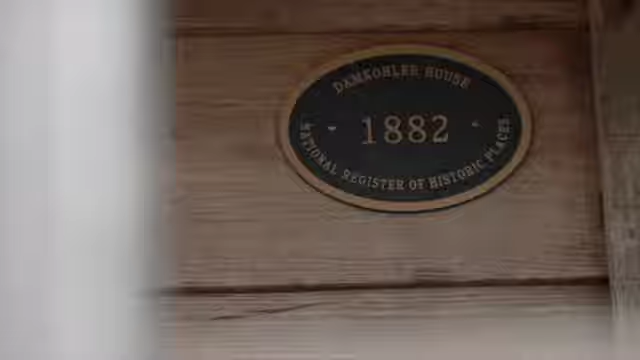 DAMKOHLER HOUSE
1882
NATIONAL REGISTER OF HISTORIC PLACES